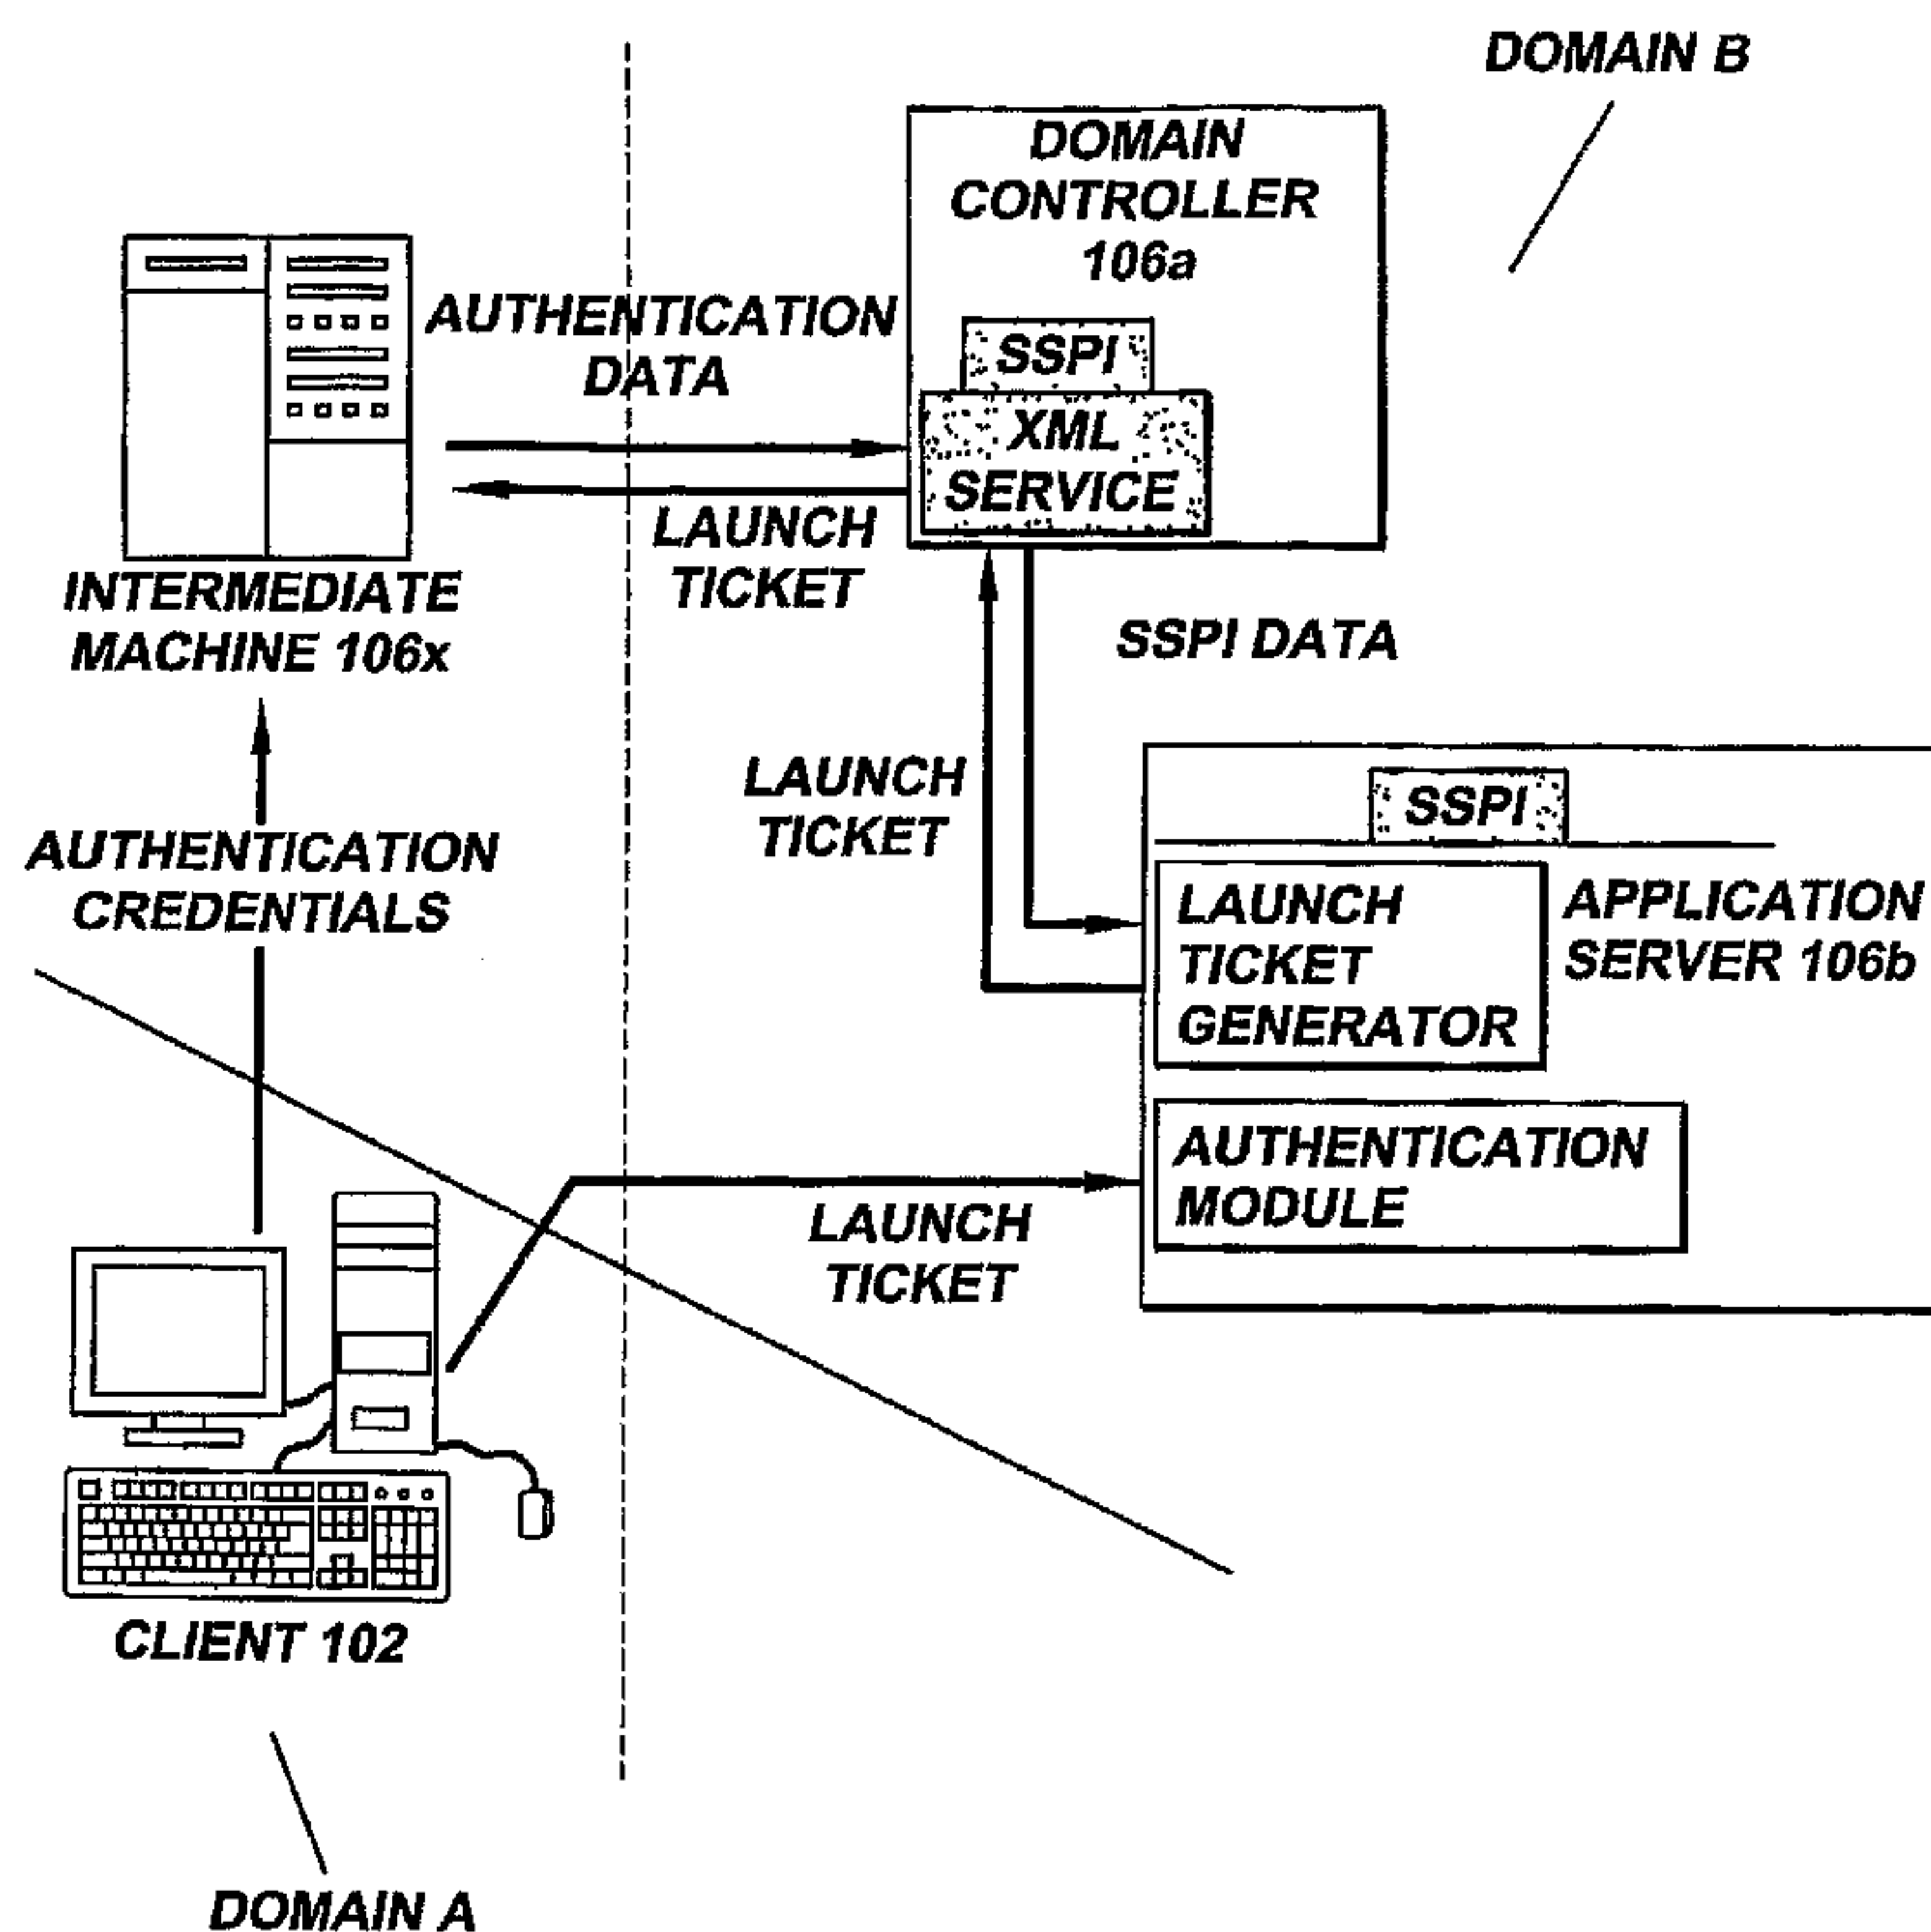 DOMAIN B
DOMAIN
CONTROLLER
106a
SSPI
XML
SERVICE
AUTHENTICATION
DATA
LAUNCH
TICKET
INTERMEDIATE
MACHINE 106x
SSPI DATA
LAUNCH
TICKET
AUTHENTICATION
CREDENTIALS
SSPI
LAUNCH
TICKET
GENERATOR
APPLICATION
SERVER 106b
AUTHENTICATION
MODULE
LAUNCH
TICKET
CLIENT 102
DOMAIN A